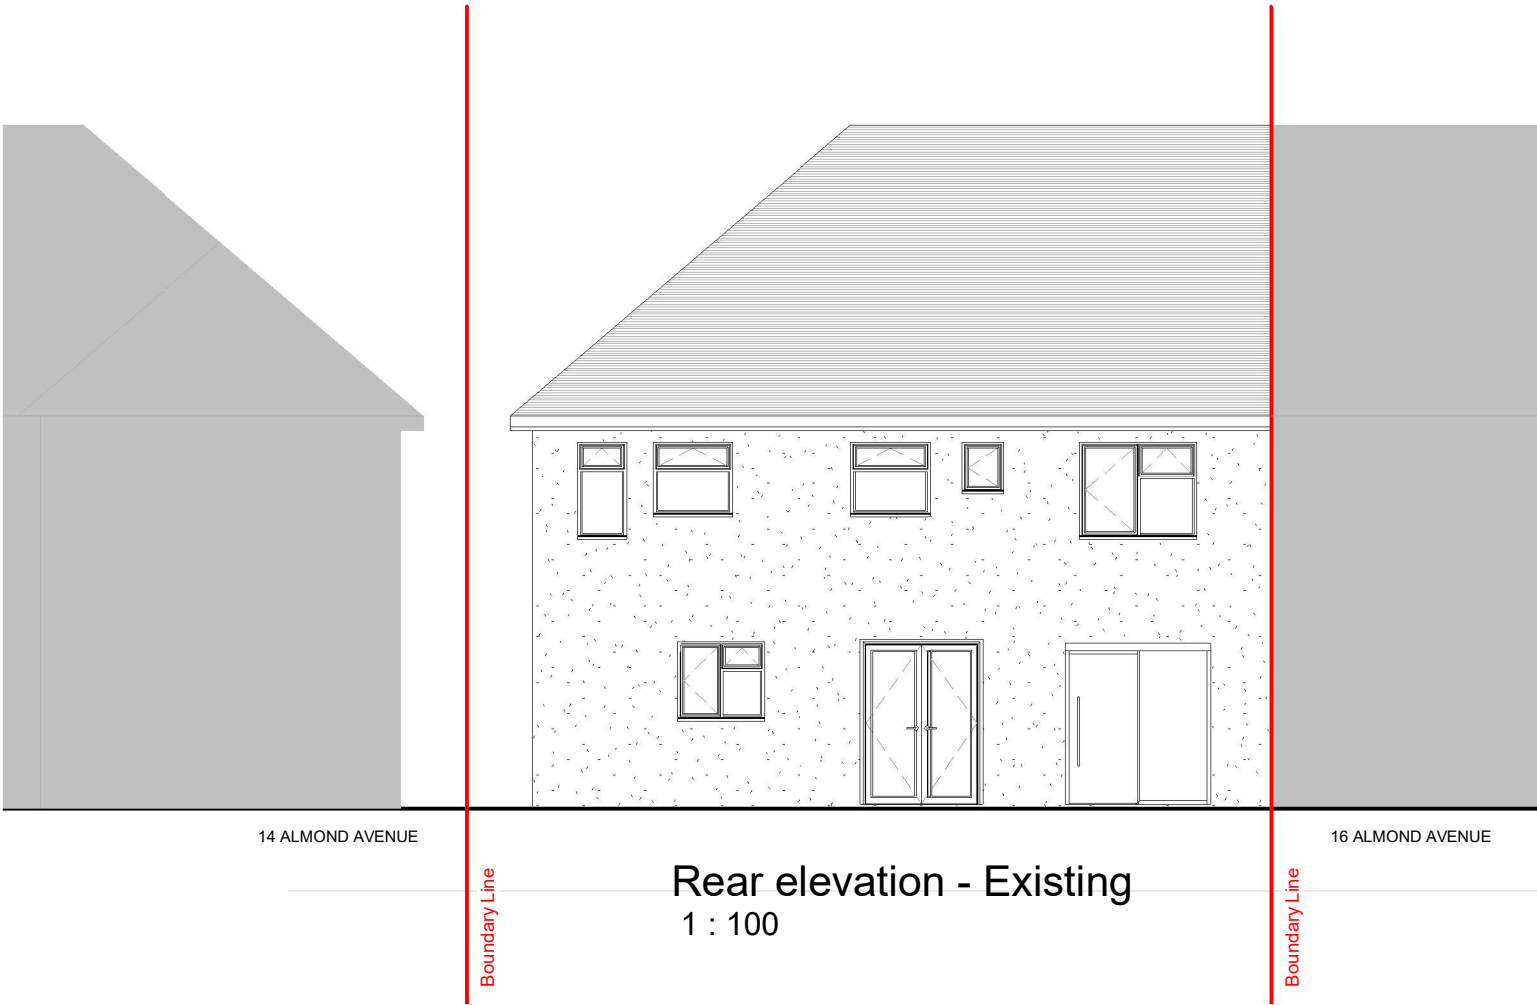 14 ALMOND AVENUE
16 ALMOND AVENUE
Rear elevation - Existing
1 : 100
Boundary Line
Boundary Line